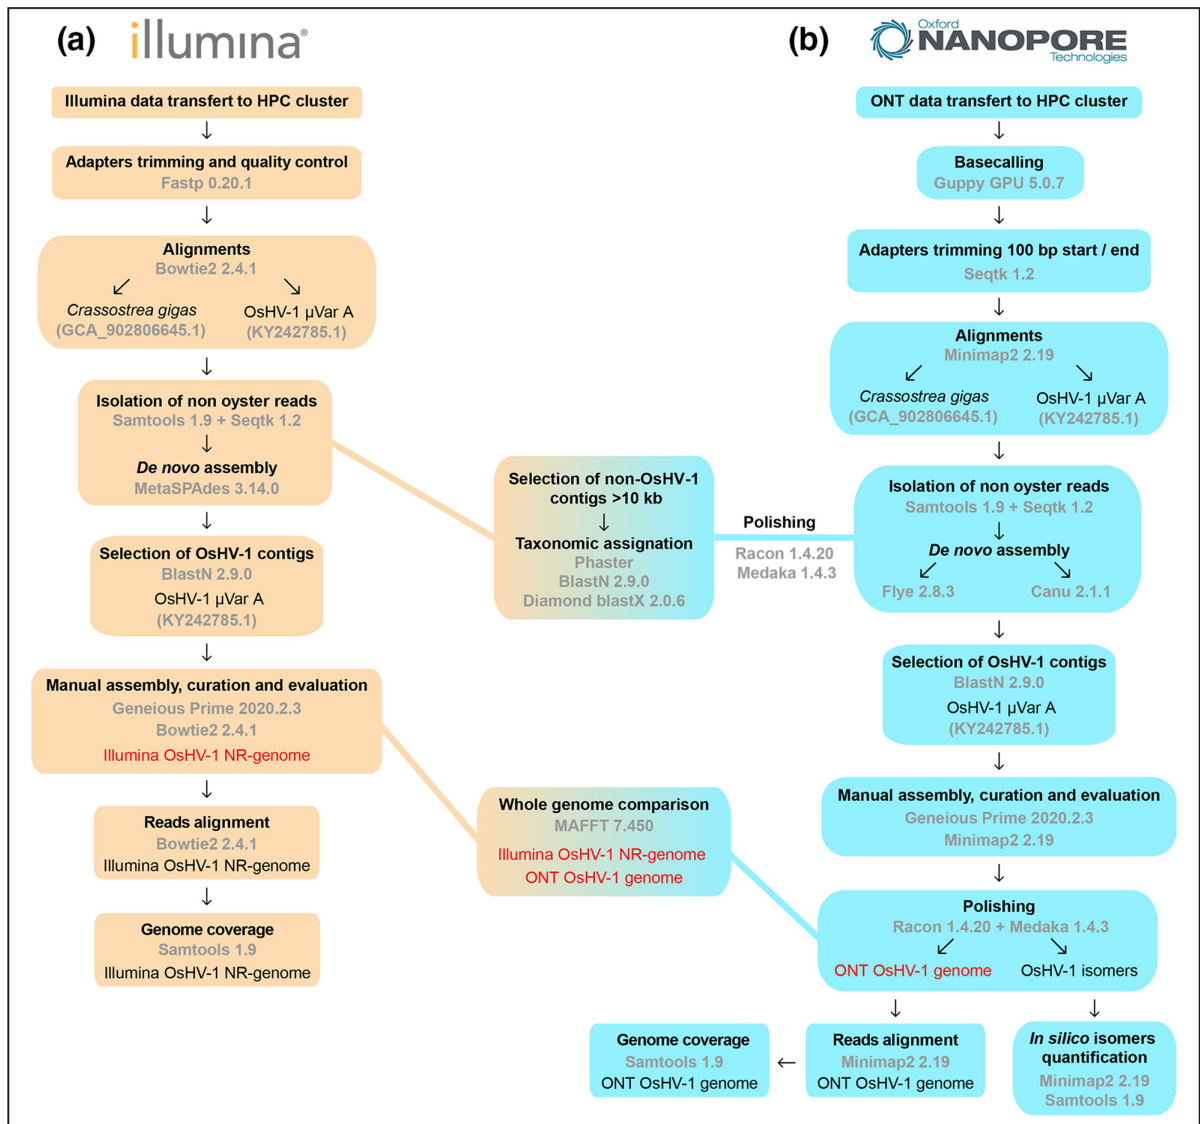 (a) illumina®
Illumina data transfert to HPC cluster
Adapters trimming and quality control
Fastp 0.20.1
Alignments
Bowtie2 2.4.1
Crassostrea gigas
(GCA_902806645.1)
OsHV-1 µVar A
(KY242785.1)
Isolation of non oyster reads
Samtools 1.9 + Seqtk 1.2
De novo assembly
MetaSPAdes 3.14.0
Selection of OsHV-1 contigs
BlastN 2.9.0
OsHV-1 µVar A
(KY242785.1)
Manual assembly, curation and evaluation
Geneious Prime 2020.2.3
Bowtie2 2.4.1
Illumina OsHV-1 NR-genome
Reads alignment
Bowtie2 2.4.1
Illumina OsHV-1 NR-genome
Genome coverage
Samtools 1.9
Illumina OsHV-1 NR-genome
Selection of non-OsHV-1
contigs >10 kb
Taxonomic assignation
Phaster
BlastN 2.9.0
Diamond blastX 2.0.6
Polishing
Racon 1.4.20
Medaka 1.4.3
Whole genome comparison
MAFFT 7.450
Illumina OsHV-1 NR-genome
ONT OsHV-1 genome
(b)
Oxford
NANOPORE
Technologies
ONT data transfert to HPC cluster
Basecalling
Guppy GPU 5.0.7
Adapters trimming 100 bp start / end
Seqtk 1.2
Alignments
Minimap2 2.19
Crassostrea gigas
(GCA_902806645.1)
OsHV-1 µVar A
(KY242785.1)
Isolation of non oyster reads
Samtools 1.9 + Seqtk 1.2
De novo assembly
Flye 2.8.3
Canu 2.1.1
Selection of OsHV-1 contigs
BlastN 2.9.0
OsHV-1 µVar A
(KY242785.1)
Manual assembly, curation and evaluation
Geneious Prime 2020.2.3
Minimap2 2.19
Polishing
Racon 1.4.20 + Medaka 1.4.3
ONT OsHV-1 genome
OsHV-1 isomers
Reads alignment
Minimap2 2.19
ONT OsHV-1 genome
Genome coverage
Samtools 1.9
ONT OsHV-1 genome
In silico isomers
quantification
Minimap2 2.19
Samtools 1.9